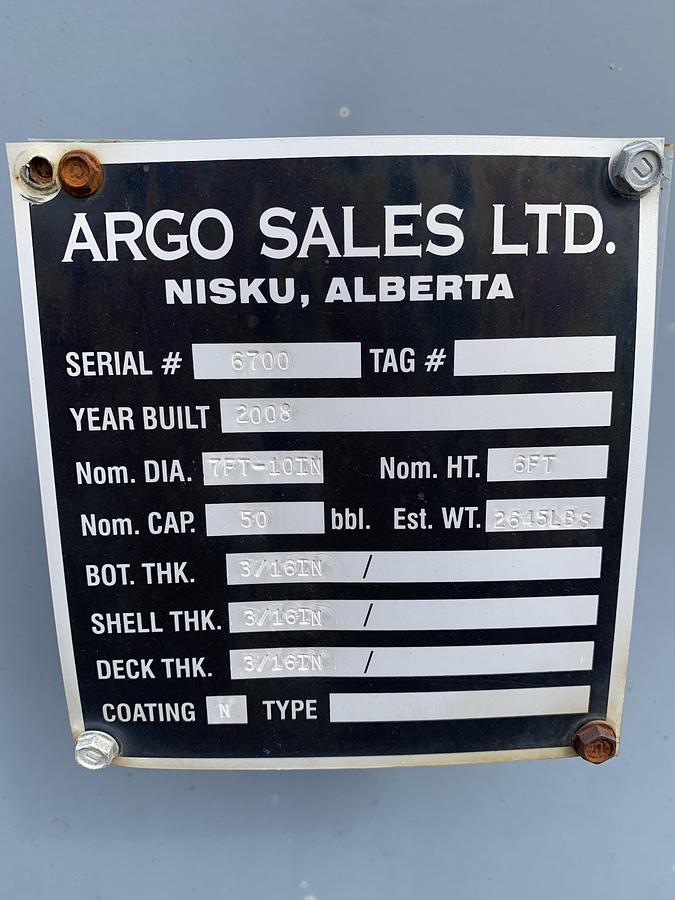 ARGO SALES LTD.
NISKU, ALBERTA
SERIAL # 6700 TAG #
YEAR BUILT 2008
Nom. DIA. 7FT-10IN Nom. HT. 6FT
Nom. CAP. 50 bbl. Est. WT. 2645LBS
BOT. THK. 3/16IN /
SHELL THK. 3/16IN /
DECK THK. 3/16IN /
COATING N TYPE